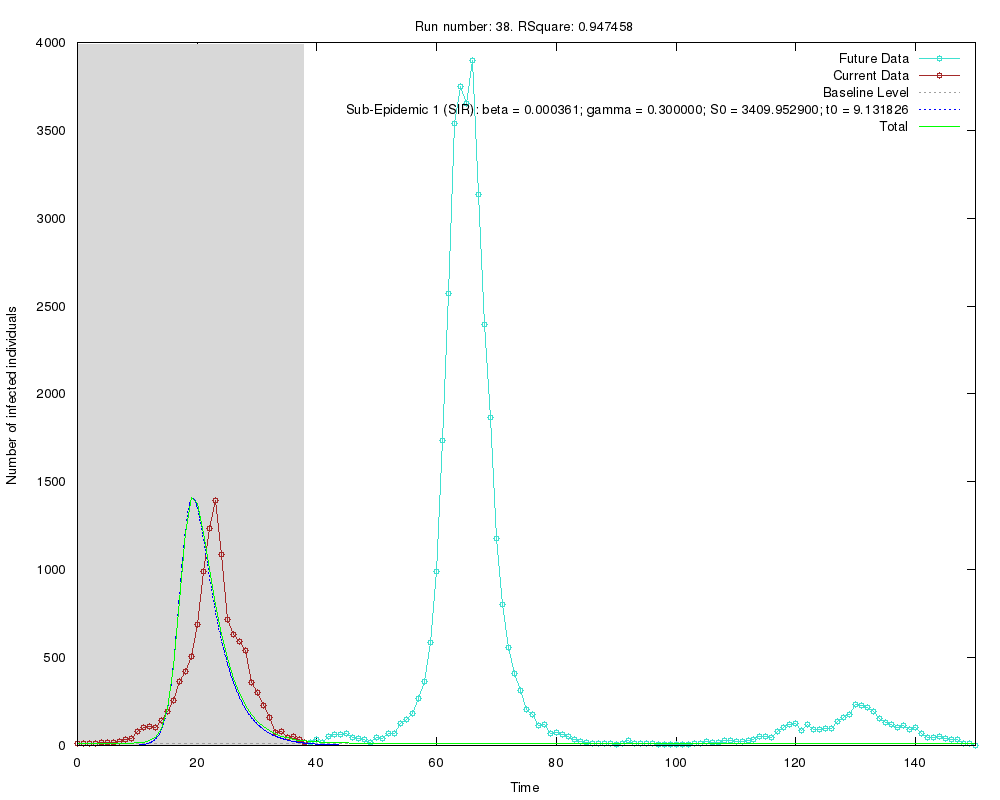 Run number: 38. RSquare: 0.947458
Future Data
Current Data
Baseline Level
Sub-Epidemic 1 (SIR): beta = 0.000361; gamma = 0.300000; S0 = 3409.952900; t0 = 9.131826
Total
Number of infected individuals
4000
3500
3000
2500
2000
1500
1000
500
0
0 20 40 60 80 100 120 140
Time